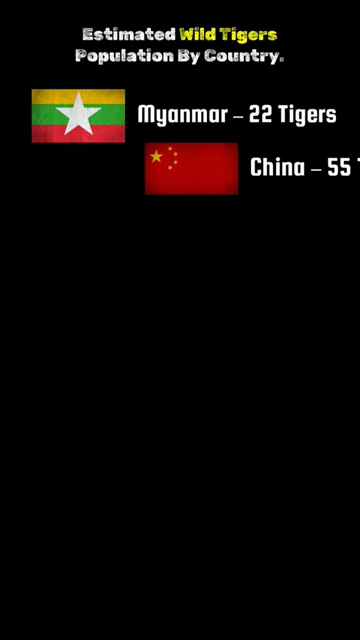 Estimated Wild Tigers
Population By Country.
Myanmar – 22 Tigers
China – 55